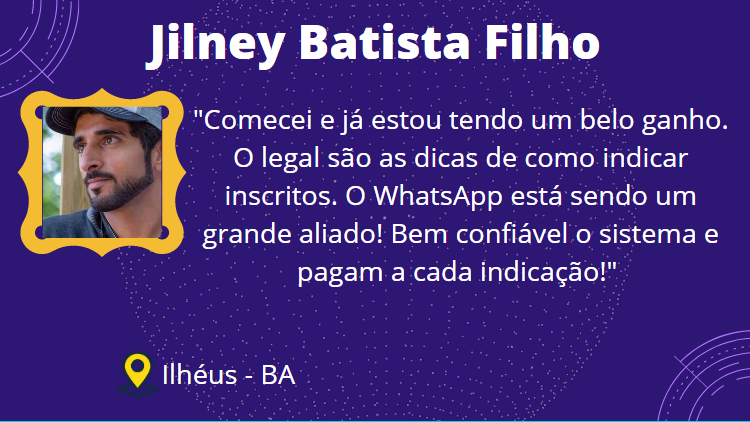 Jilney Batista Filho
"Comecei e já estou tendo um belo ganho.
O legal são as dicas de como indicar
inscritos. O WhatsApp está sendo um
grande aliado! Bem confiável o sistema e
pagam a cada indicação!"
Ilhéus - BA